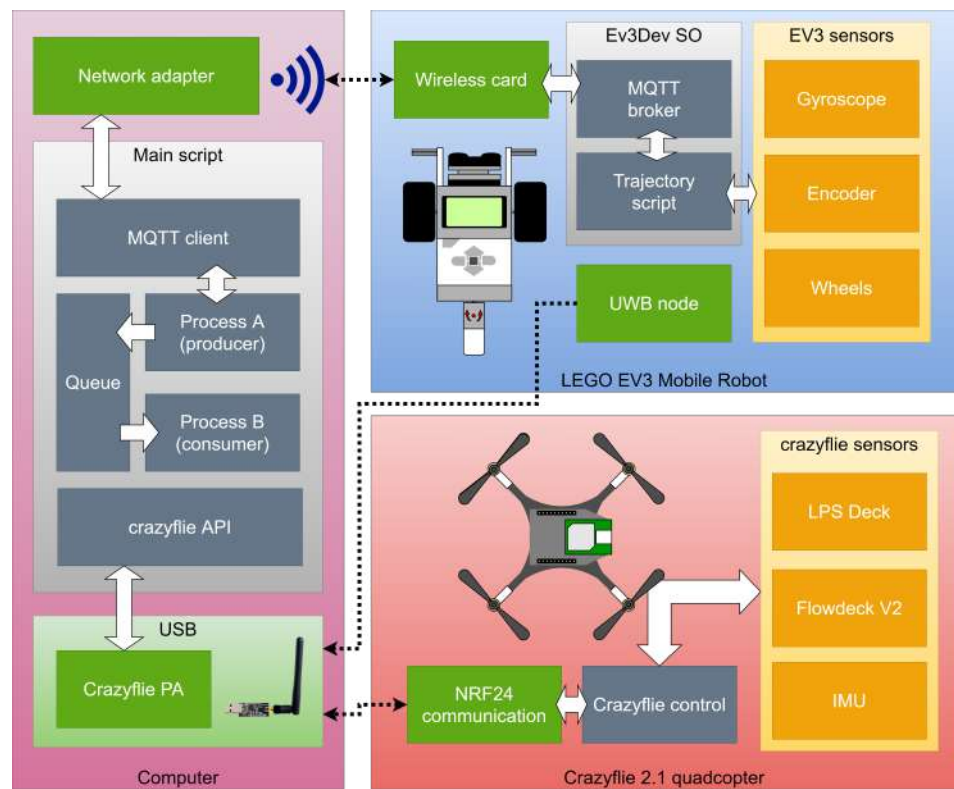 Network adapter
Main script
MQTT client
Process A
(producer)
Queue
Process B
(consumer)
crazyflie API
USB
Crazyflie PA
Computer
Wireless card
Ev3Dev SO
MQTT
broker
Trajectory
script
EV3 sensors
Gyroscope
Encoder
Wheels
UWB node
LEGO EV3 Mobile Robot
crazyflie sensors
LPS Deck
Flowdeck V2
IMU
NRF24
communication
Crazyflie control
Crazyflie 2.1 quadcopter